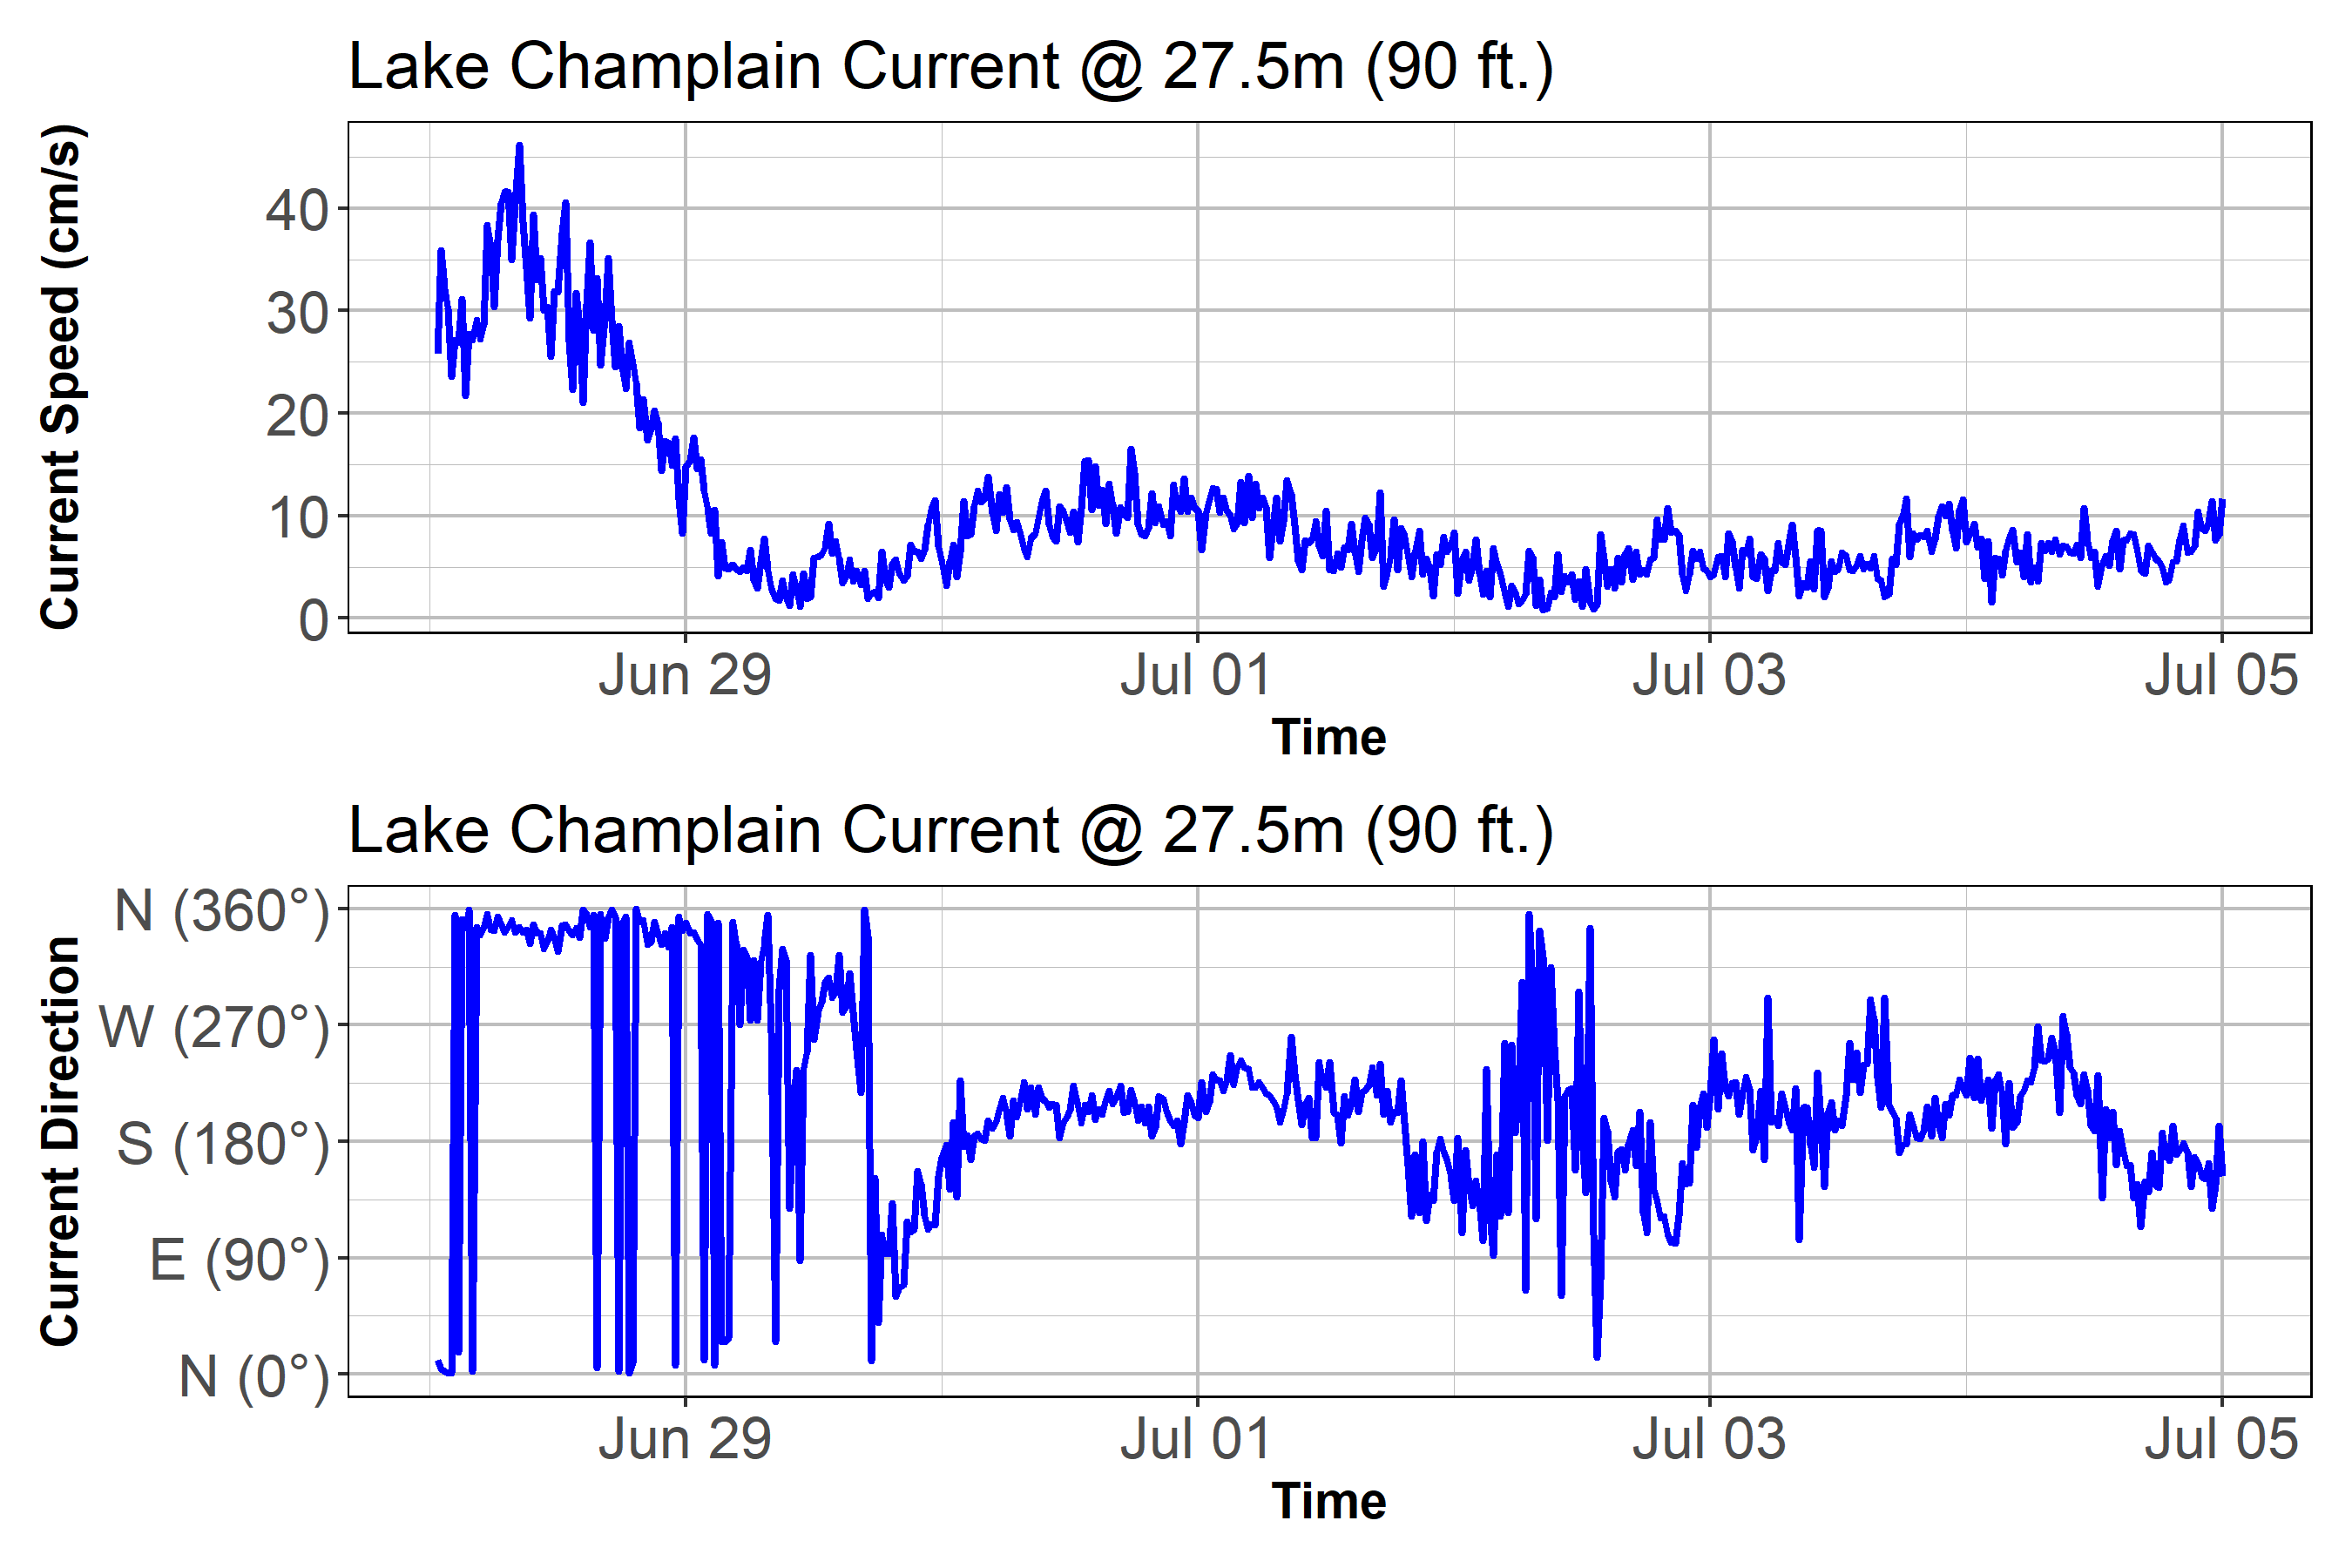 Lake Champlain Current @ 27.5m (90 ft.)
Current Speed (cm/s)
40
30
20
10
0
Jun 29 Jul 01 Jul 03 Jul 05
Time
Lake Champlain Current @ 27.5m (90 ft.)
Current Direction
N (360°)
W (270°)
S (180°)
E (90°)
N (0°)
Jun 29 Jul 01 Jul 03 Jul 05
Time